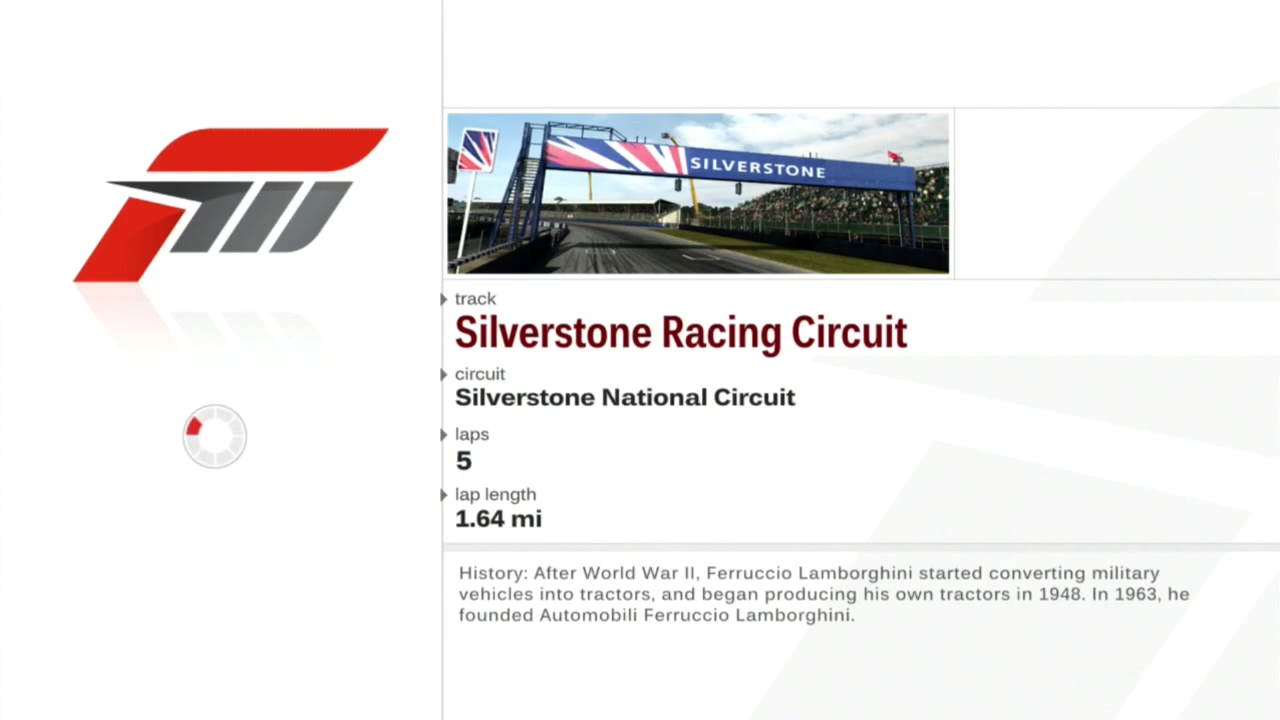 SILVERSTONE
track
Silverstone Racing Circuit
circuit
Silverstone National Circuit
laps
5
lap length
1.64 mi
History: After World War II, Ferruccio Lamborghini started converting military
vehicles into tractors, and began producing his own tractors in 1948. In 1963, he
founded Automobili Ferruccio Lamborghini.